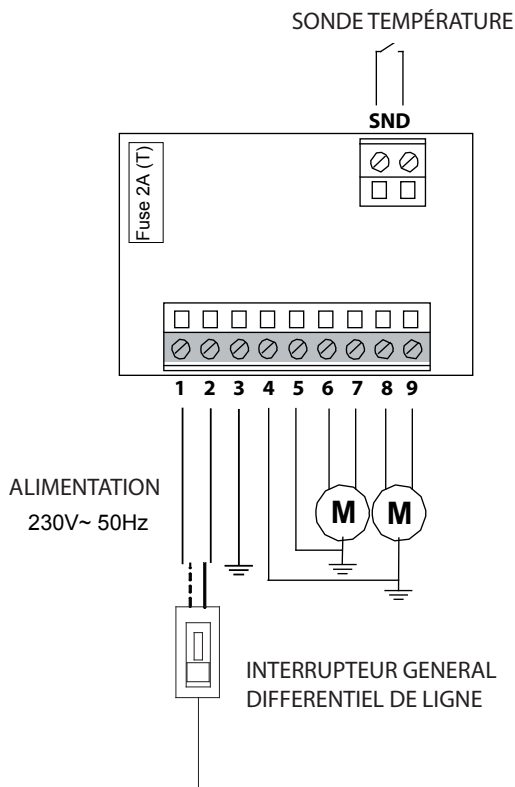 SONDE TEMPÉRATURE
SND
Fuse 2A (T)
1 2 3 4 5 6 7 8 9
ALIMENTATION
230V~ 50Hz
M M
INTERRUPTEUR GENERAL
DIFFERENTIEL DE LIGNE